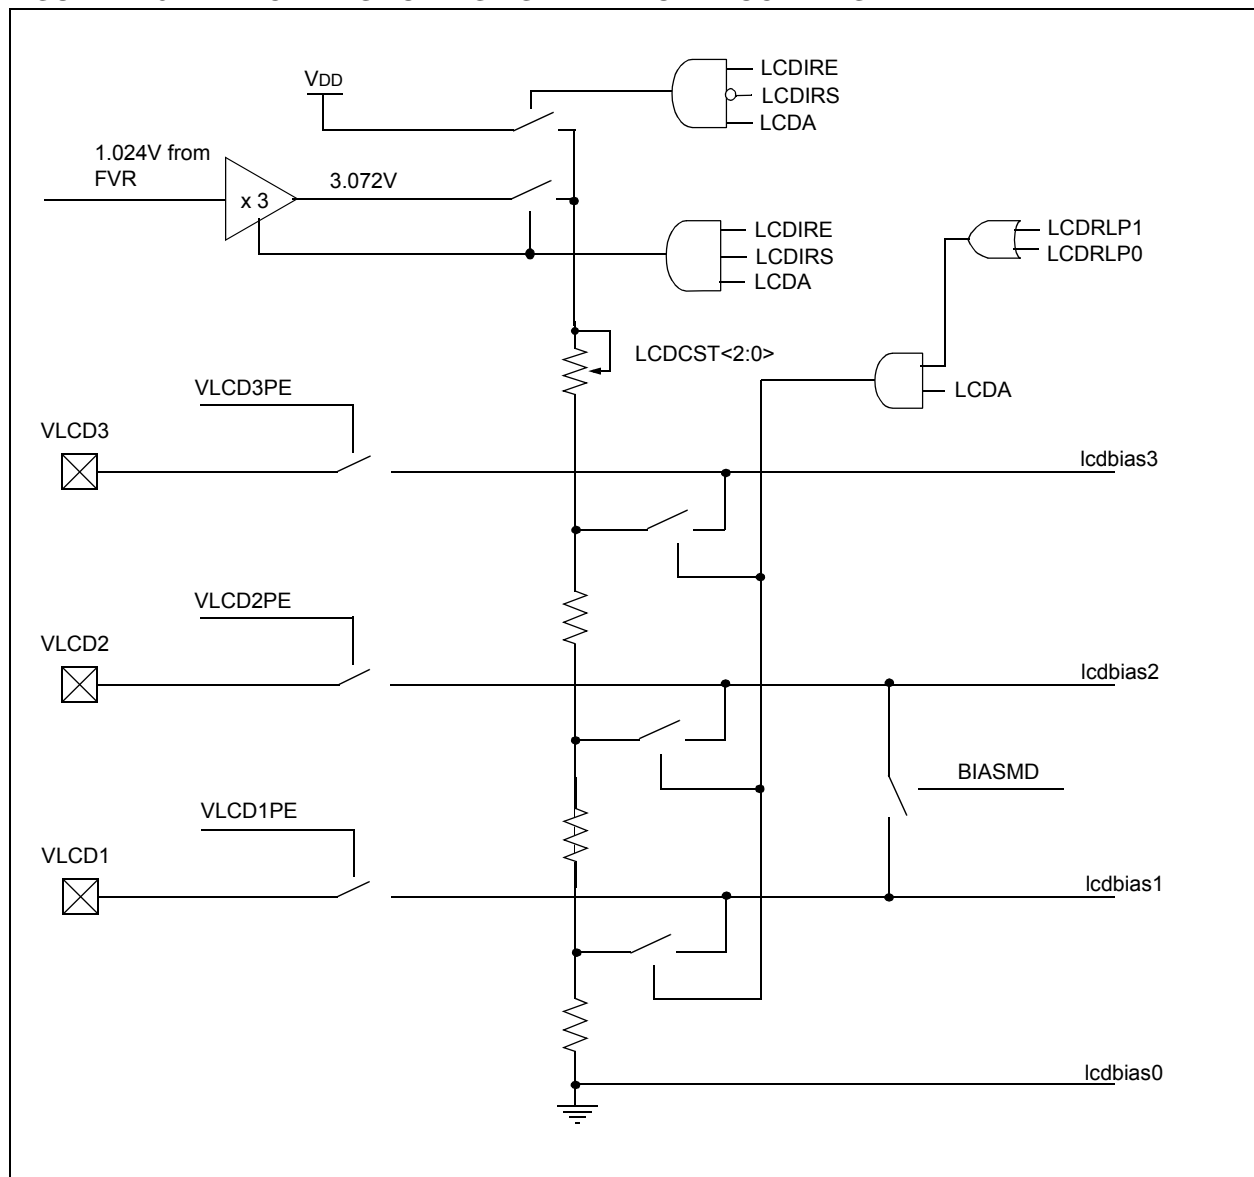 VDD
LCDIRE
LCDIRS
LCDA
1.024V from
FVR
x 3
3.072V
LCDIRE
LCDIRS
LCDA
LCDRLP1
LCDRLP0
LCDCST<2:0>
LCDA
VLCD3PE
VLCD3
lcdbias3
VLCD2PE
VLCD2
lcdbias2
BIASMD
VLCD1PE
VLCD1
lcdbias1
lcdbias0